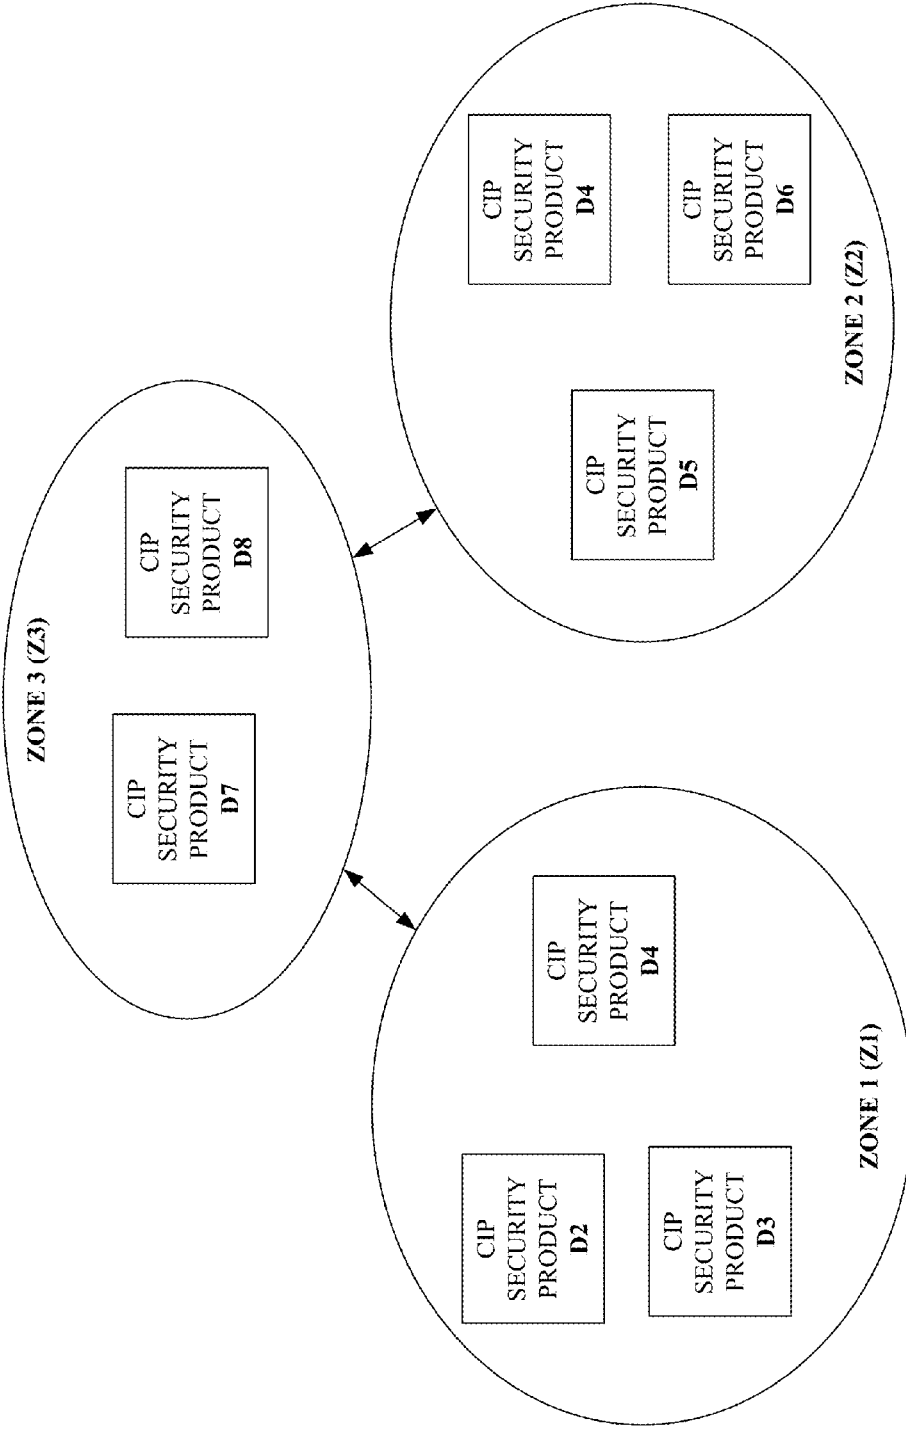 ZONE 3 (Z3)
CIP
SECURITY
PRODUCT
D7
CIP
SECURITY
PRODUCT
D8
CIP
SECURITY
PRODUCT
D2
CIP
SECURITY
PRODUCT
D3
CIP
SECURITY
PRODUCT
D4
ZONE 1 (Z1)
CIP
SECURITY
PRODUCT
D5
CIP
SECURITY
PRODUCT
D4
CIP
SECURITY
PRODUCT
D6
ZONE 2 (Z2)